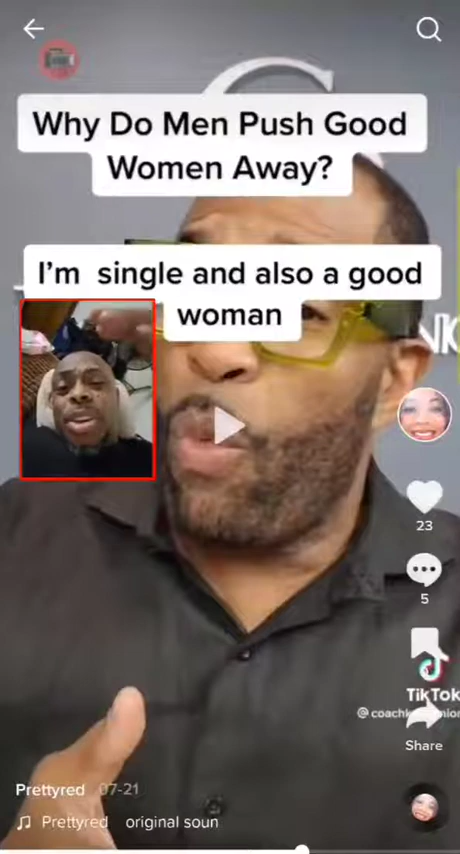 Why Do Men Push Good
Women Away?
I'm single and also a good
woman
NK
23
5
TikTok
Share
Prettyred 07-21
Prettyred original soun